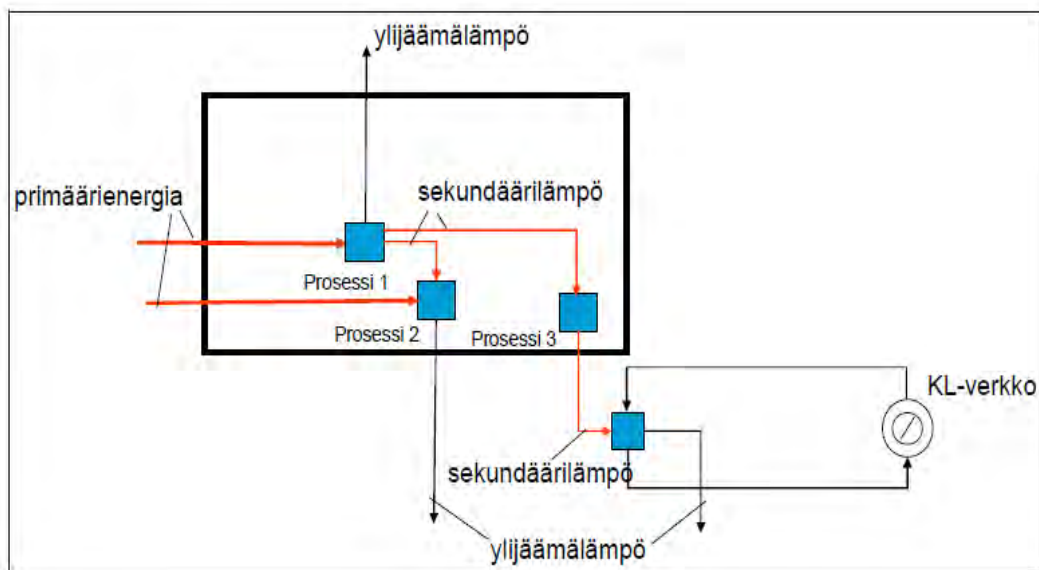 ylijäämälämpö
primäärienergia
sekundäärilämpö
Prosessi 1
Prosessi 2
Prosessi 3
KL-verkko
sekundäärilämpö
ylijäämälämpö